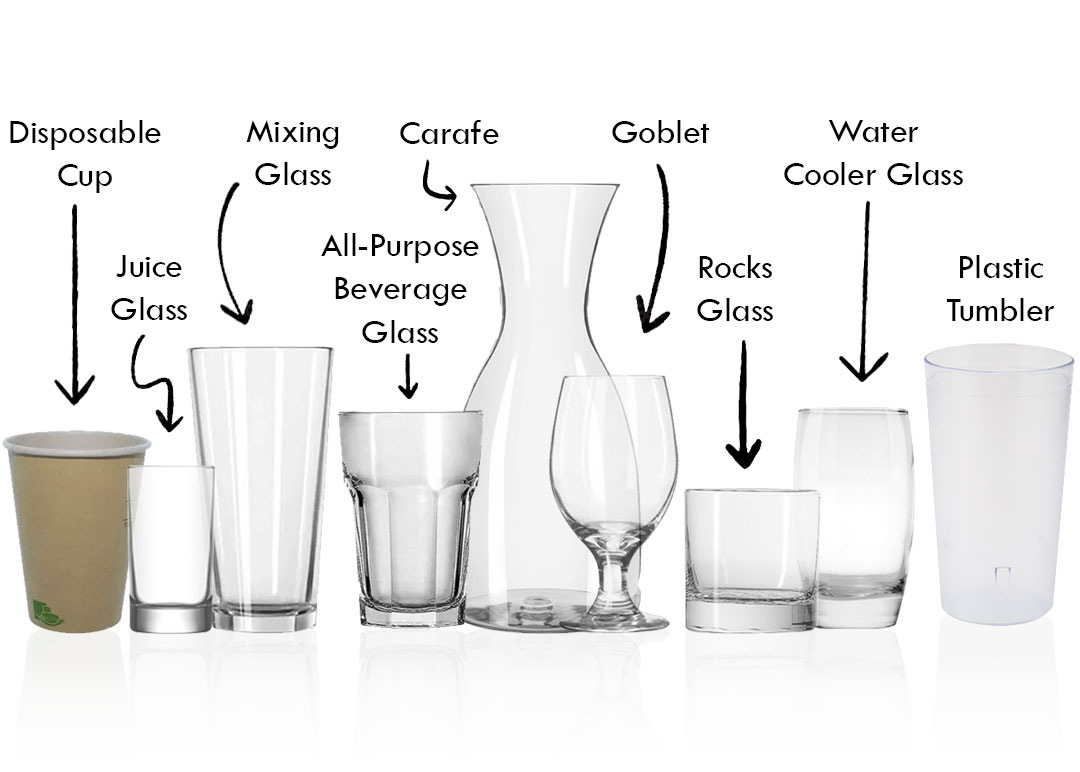 Disposable
Cup
Mixing
Glass
Carafe
Goblet
Water
Cooler Glass
Juice
Glass
All-Purpose
Beverage
Glass
Rocks
Glass
Plastic
Tumbler